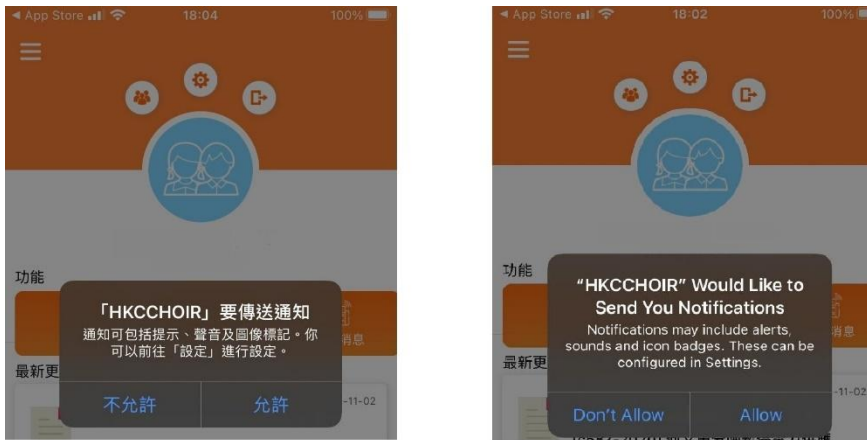 ◀ App Store
18:04
100%
功能
「HKCCHOIR」要傳送通知
通知可包括提示、聲音及圖像標記。你
可以前往「設定」進行設定。
消息
最新更
不允許
允許
-11-02
◀ App Store
18:02
100%
功能
“HKCCHOIR” Would Like to
Send You Notifications
Notifications may include alerts,
sounds and icon badges. These can be
configured in Settings.
消息
最新更
Don’t Allow
Allow
-11-02